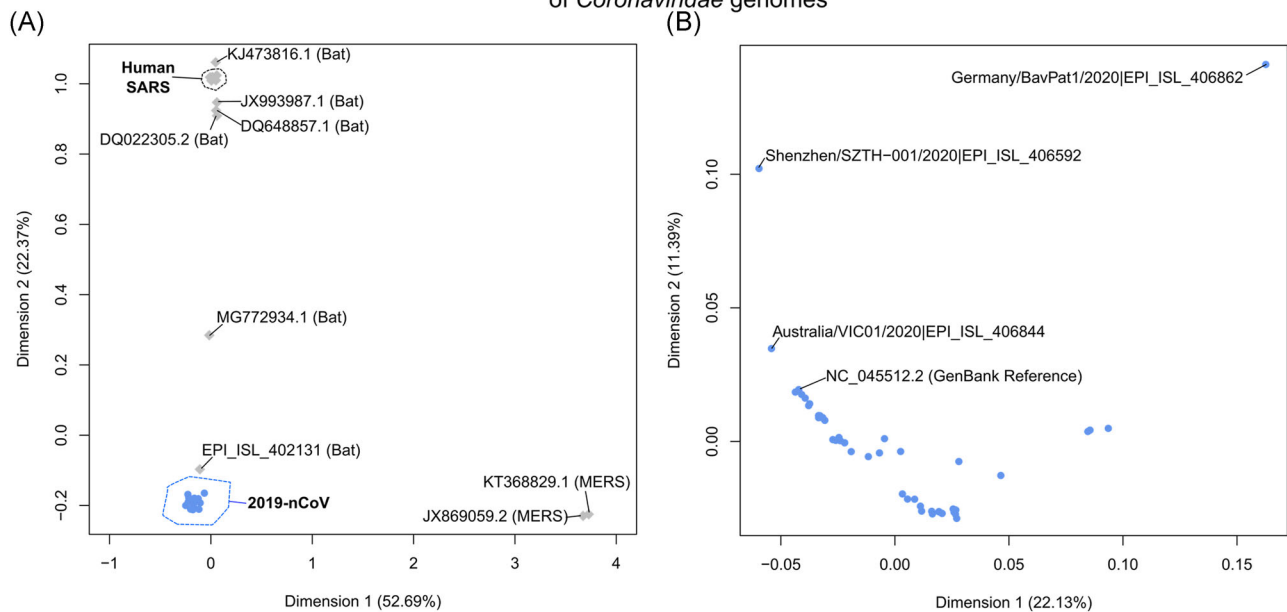 of Coronaviridae genomes
(A)
KJ473816.1 (Bat)
Human
SARS
JX993987.1 (Bat)
DQ648857.1 (Bat)
DQ022305.2 (Bat)
MG772934.1 (Bat)
EPI_ISL_402131 (Bat)
2019-nCoV
KT368829.1 (MERS)
JX869059.2 (MERS)
1.0
0.8
0.6
0.4
0.2
0.0
−0.2
Dimension 2 (22.37%)
−1
0
1
2
3
4
Dimension 1 (52.69%)
(B)
Germany/BavPat1/2020|EPI_ISL_406862
Shenzhen/SZTH−001/2020|EPI_ISL_406592
Australia/VIC01/2020|EPI_ISL_406844
NC_045512.2 (GenBank Reference)
0.10
0.05
0.00
Dimension 2 (11.39%)
−0.05
0.00
0.05
0.10
0.15
Dimension 1 (22.13%)